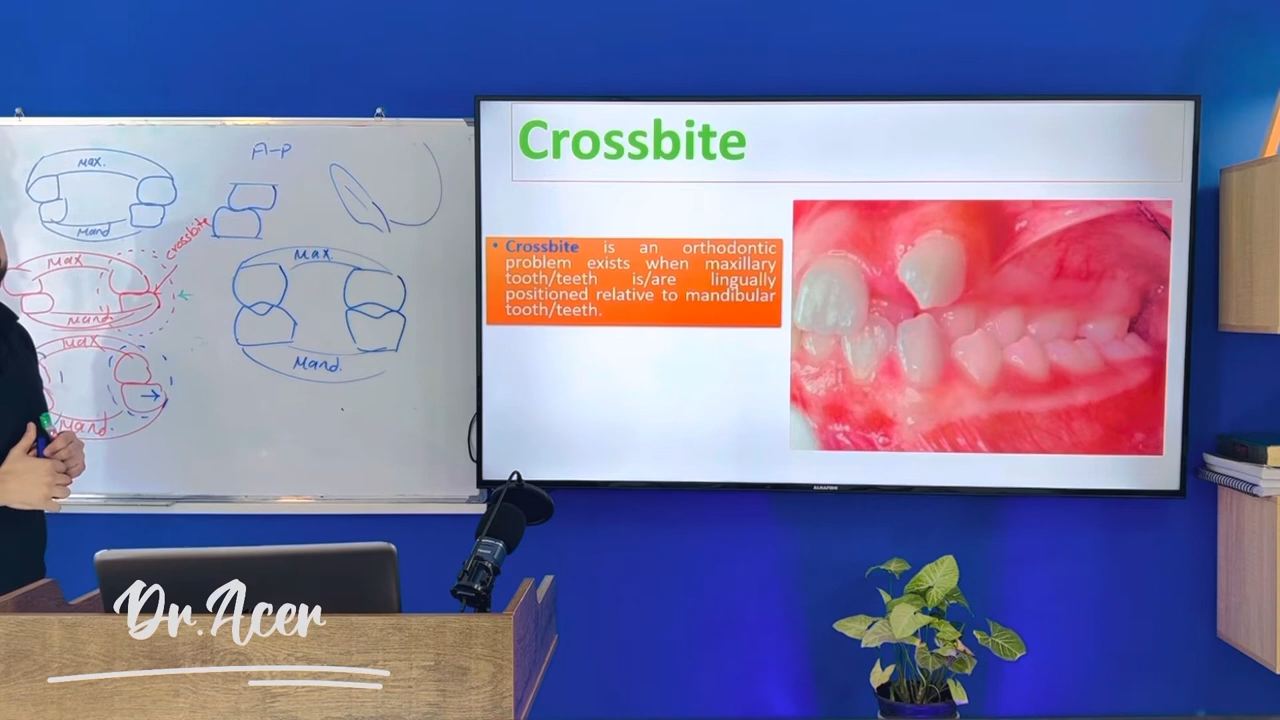 Max.
Mand
A-P
crossbite
Max
Mand.
Max
Mand.
Max.
Mand.
Crossbite
• Crossbite is an orthodontic
problem exists when maxillary
tooth/teeth is/are lingually
positioned relative to mandibular
tooth/teeth.
Dr.Acer